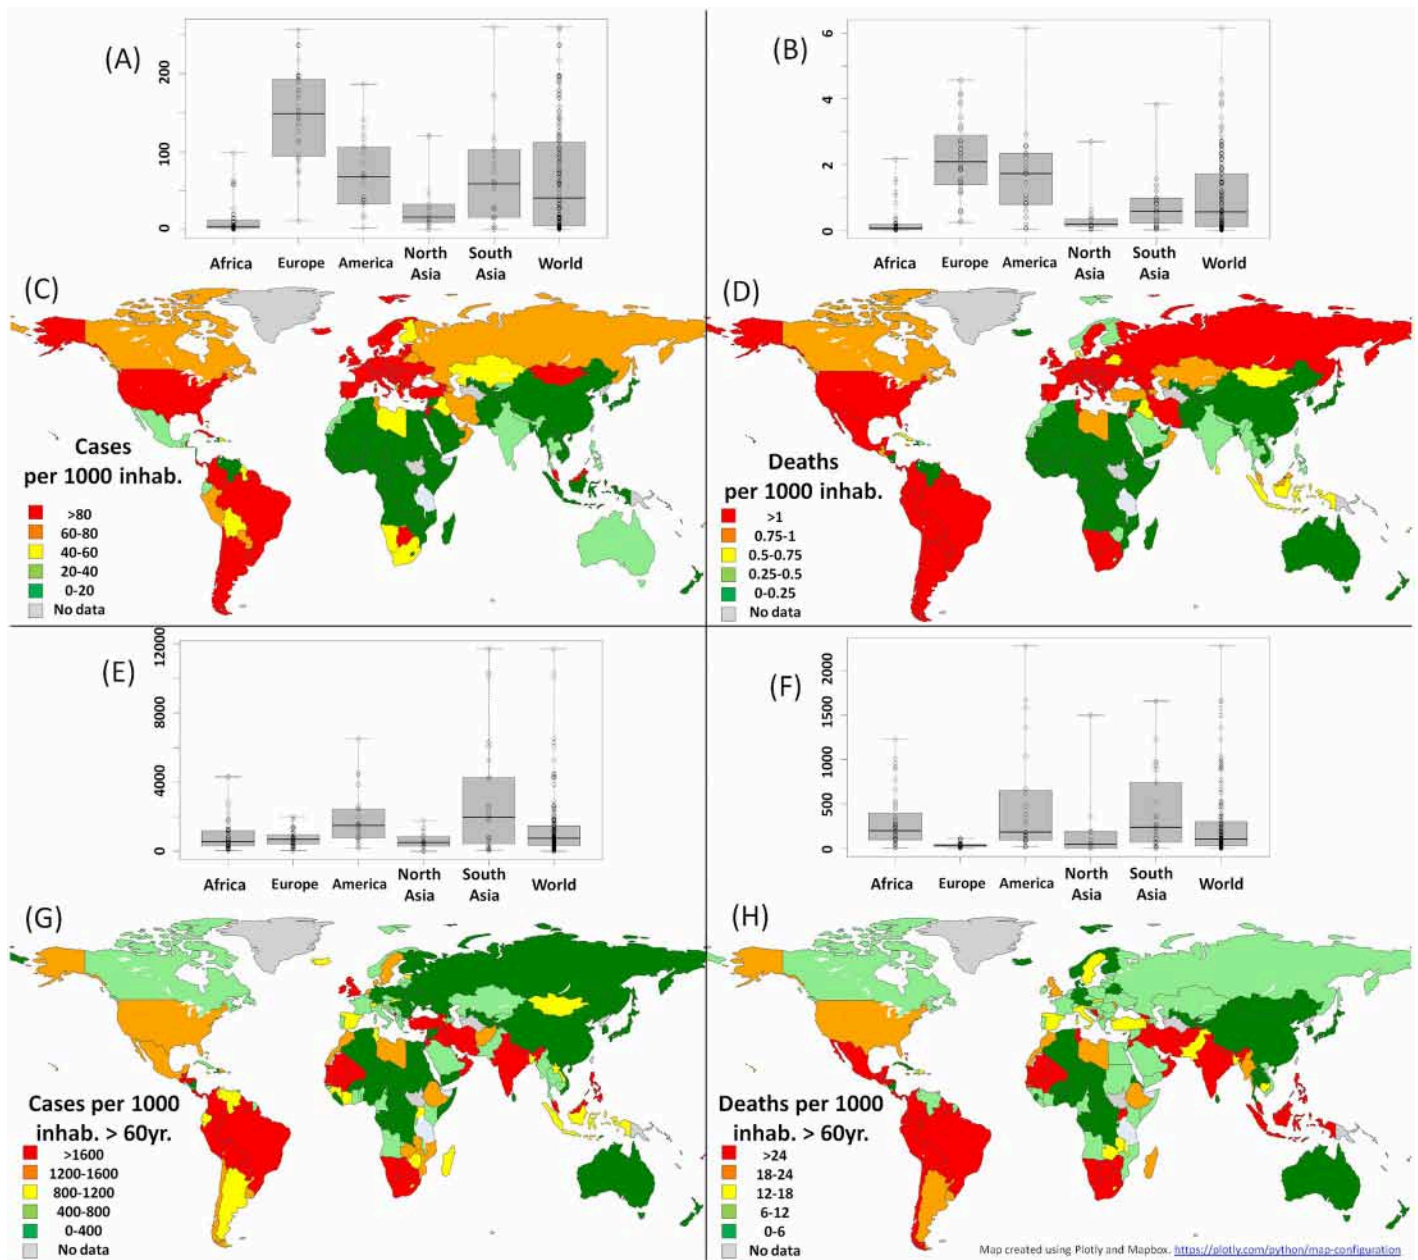 (A)
200
100
0
Africa
Europe
America
North
Asia
South
Asia
World
(B)
6
4
2
0
Africa
Europe
America
North
Asia
South
Asia
World
(C)
Cases
per 1000 inhab.
>80
60-80
40-60
20-40
0-20
No data
(D)
Deaths
per 1000 inhab.
>1
0.75-1
0.5-0.75
0.25-0.5
0-0.25
No data
(E)
12000
8000
4000
0
Africa
Europe
America
North
Asia
South
Asia
World
(F)
2000
1500
1000
500
0
Africa
Europe
America
North
Asia
South
Asia
World
(G)
Cases per 1000
inhab. > 60yr.
>1600
1200-1600
800-1200
400-800
0-400
No data
(H)
Deaths per 1000
inhab. > 60yr.
>24
18-24
12-18
6-12
0-6
No data
Map created using Plotly and Mapbox. https://plotly.com/python/map-configuration